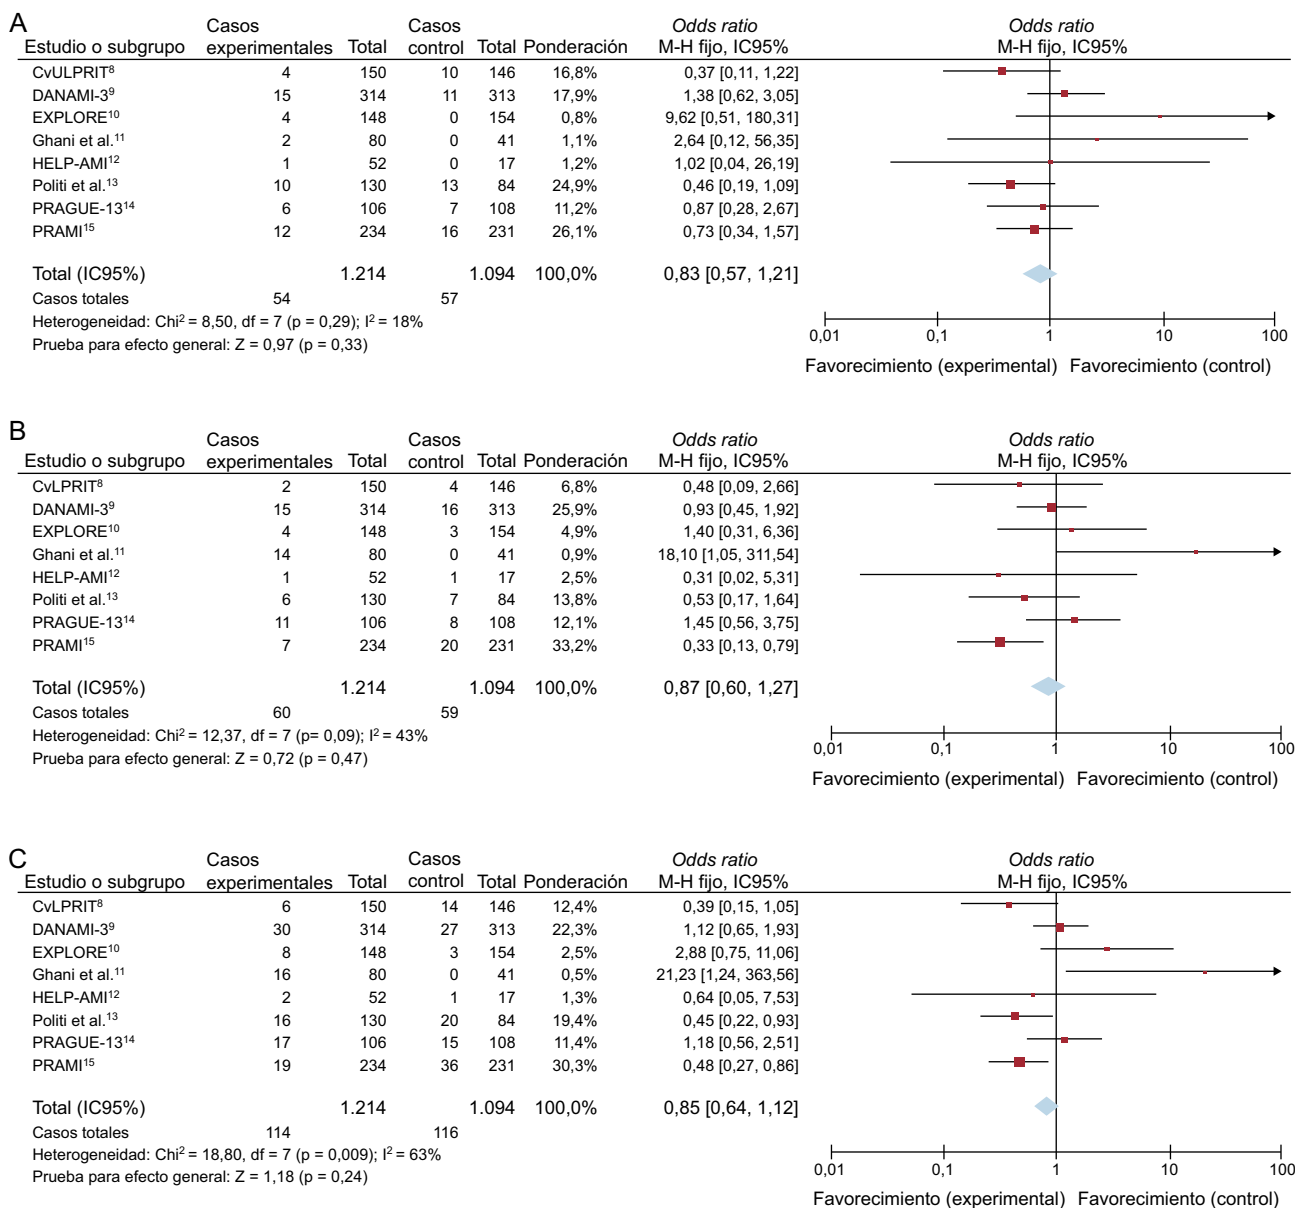 A
Casos Casos Odds ratio Odds ratio
Estudio o subgrupo experimentales Total control Total Ponderación M-H fijo, IC95% M-H fijo, IC95%
CvULPRIT⁸ 4 150 10 146 16,8% 0,37 [0,11, 1,22]
DANAMI-3⁹ 15 314 11 313 17,9% 1,38 [0,62, 3,05]
EXPLORE¹⁰ 4 148 0 154 0,8% 9,62 [0,51, 180,31]
Ghani et al.¹¹ 2 80 0 41 1,1% 2,64 [0,12, 56,35]
HELP-AMI¹² 1 52 0 17 1,2% 1,02 [0,04, 26,19]
Politi et al.¹³ 10 130 13 84 24,9% 0,46 [0,19, 1,09]
PRAGUE-13¹⁴ 6 106 7 108 11,2% 0,87 [0,28, 2,67]
PRAMI¹⁵ 12 234 16 231 26,1% 0,73 [0,34, 1,57]
Total (IC95%) 1.214 1.094 100,0% 0,83 [0,57, 1,21]
Casos totales 54 57
Heterogeneidad: Chi² = 8,50, df = 7 (p = 0,29); I² = 18%
Prueba para efecto general: Z = 0,97 (p = 0,33)
0,01 0,1 1 10 100
Favorecimiento (experimental) Favorecimiento (control)
B
Casos Casos Odds ratio Odds ratio
Estudio o subgrupo experimentales Total control Total Ponderación M-H fijo, IC95% M-H fijo, IC95%
CvLPRIT⁸ 2 150 4 146 6,8% 0,48 [0,09, 2,66]
DANAMI-3⁹ 15 314 16 313 25,9% 0,93 [0,45, 1,92]
EXPLORE¹⁰ 4 148 3 154 4,9% 1,40 [0,31, 6,36]
Ghani et al.¹¹ 14 80 0 41 0,9% 18,10 [1,05, 311,54]
HELP-AMI¹² 1 52 1 17 2,5% 0,31 [0,02, 5,31]
Politi et al.¹³ 6 130 7 84 13,8% 0,53 [0,17, 1,64]
PRAGUE-13¹⁴ 11 106 8 108 12,1% 1,45 [0,56, 3,75]
PRAMI¹⁵ 7 234 20 231 33,2% 0,33 [0,13, 0,79]
Total (IC95%) 1.214 1.094 100,0% 0,87 [0,60, 1,27]
Casos totales 60 59
Heterogeneidad: Chi² = 12,37, df = 7 (p= 0,09); I² = 43%
Prueba para efecto general: Z = 0,72 (p = 0,47)
0,01 0,1 1 10 100
Favorecimiento (experimental) Favorecimiento (control)
C
Casos Casos Odds ratio Odds ratio
Estudio o subgrupo experimentales Total control Total Ponderación M-H fijo, IC95% M-H fijo, IC95%
CvLPRIT⁸ 6 150 14 146 12,4% 0,39 [0,15, 1,05]
DANAMI-3⁹ 30 314 27 313 22,3% 1,12 [0,65, 1,93]
EXPLORE¹⁰ 8 148 3 154 2,5% 2,88 [0,75, 11,06]
Ghani et al.¹¹ 16 80 0 41 0,5% 21,23 [1,24, 363,56]
HELP-AMI¹² 2 52 1 17 1,3% 0,64 [0,05, 7,53]
Politi et al.¹³ 16 130 20 84 19,4% 0,45 [0,22, 0,93]
PRAGUE-13¹⁴ 17 106 15 108 11,4% 1,18 [0,56, 2,51]
PRAMI¹⁵ 19 234 36 231 30,3% 0,48 [0,27, 0,86]
Total (IC95%) 1.214 1.094 100,0% 0,85 [0,64, 1,12]
Casos totales 114 116
Heterogeneidad: Chi² = 18,80, df = 7 (p = 0,009); I² = 63%
Prueba para efecto general: Z = 1,18 (p = 0,24)
0,01 0,1 1 10 100
Favorecimiento (experimental) Favorecimiento (control)